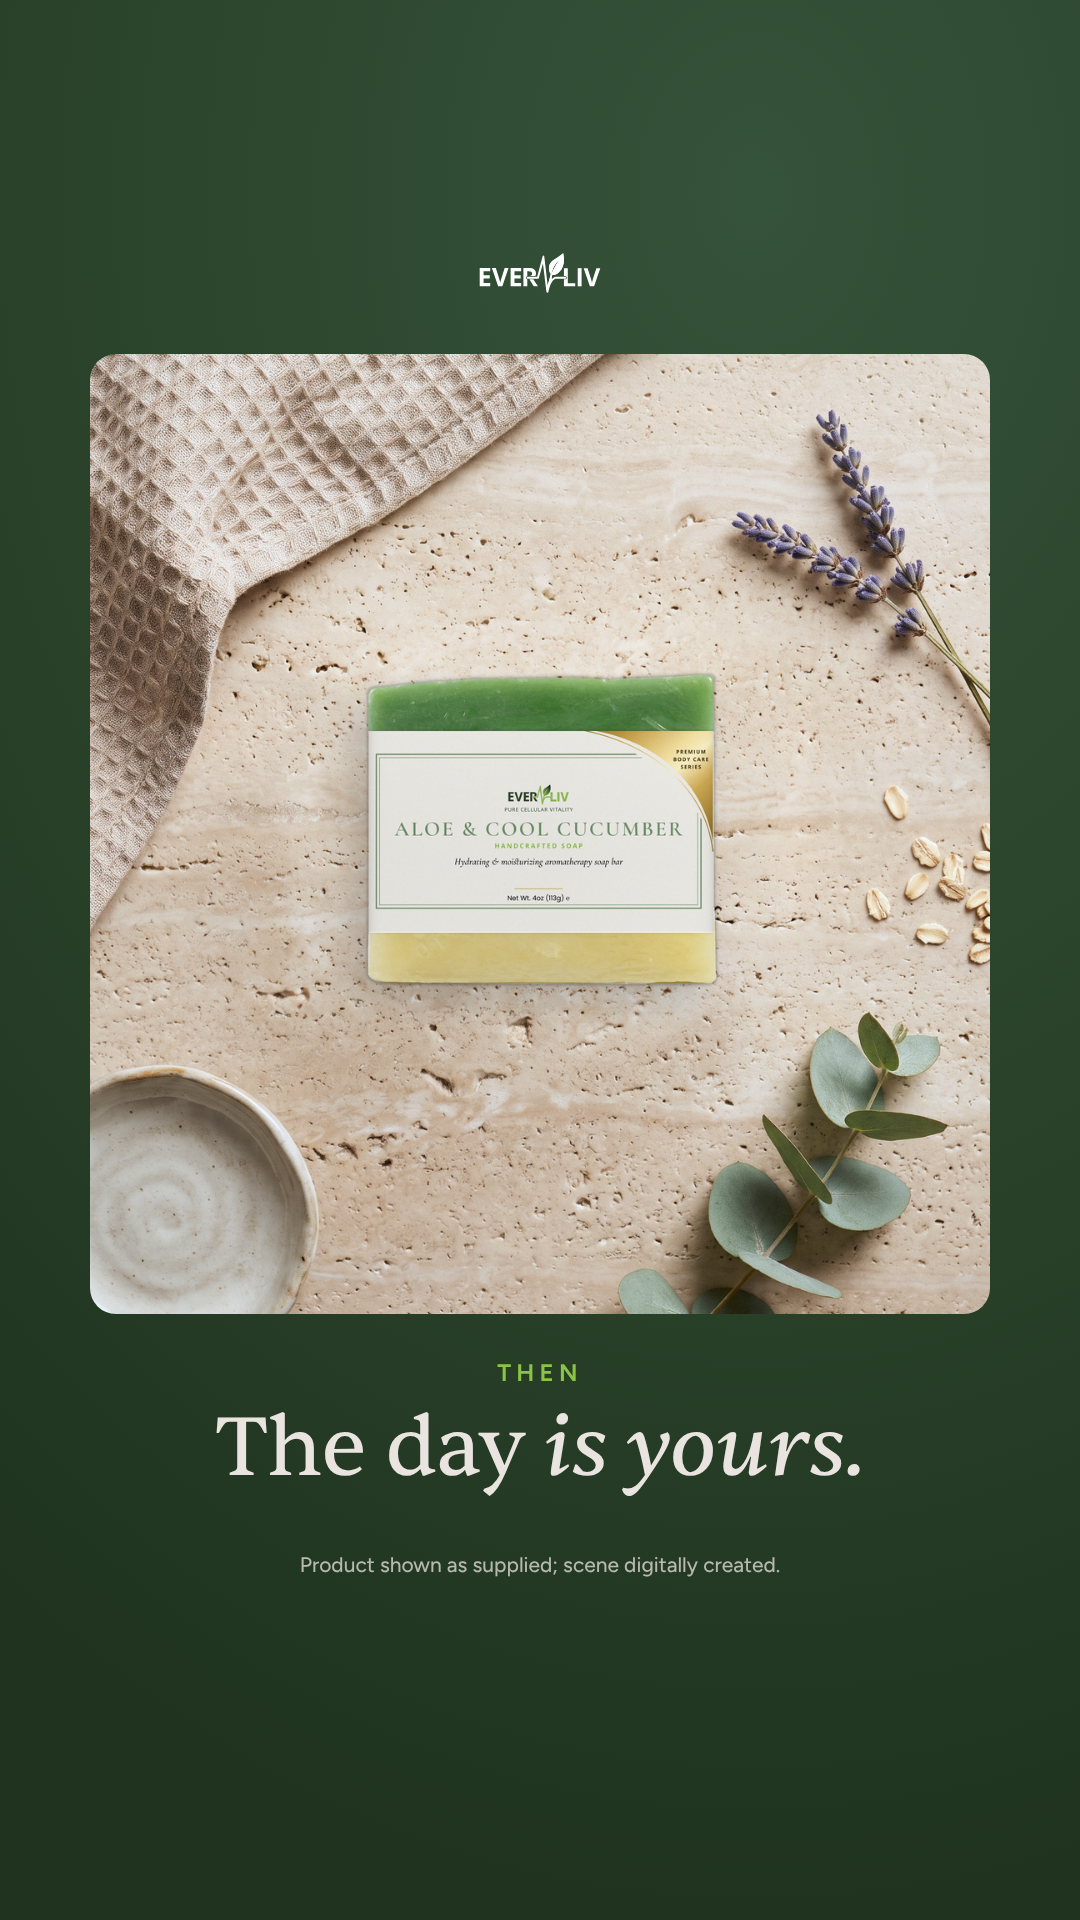 EVERLIV
PREMIUM
BODY CARE
SERIES
EVERLIV
PURE CELLULAR VITALITY
ALOE & COOL CUCUMBER
HANDCRAFTED SOAP
Hydrating & moisturizing aromatherapy soap bar
Net Wt. 4oz (113g) e
THEN
The day is yours.
Product shown as supplied; scene digitally created.